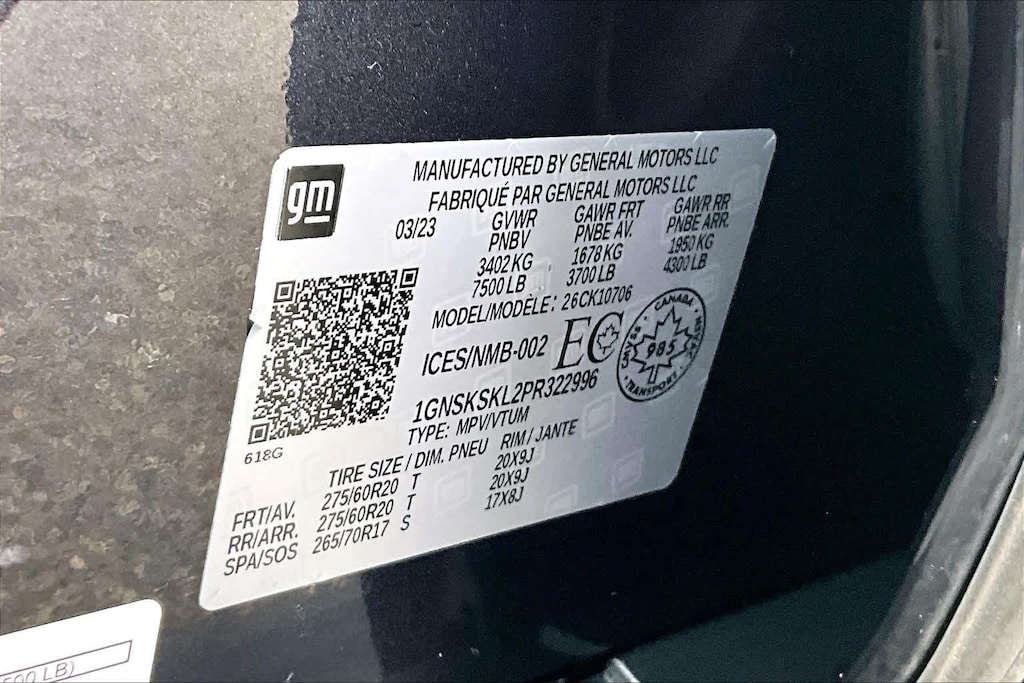 gm
MANUFACTURED BY GENERAL MOTORS LLC
FABRIQUÉ PAR GENERAL MOTORS LLC
03/23 GVWR GAWR FRT GAWR RR
PNBV PNBE AV. PNBE ARR.
3402 KG 1678 KG 1950 KG
7500 LB 3700 LB 4300 LB
MODEL/MODÈLE: 26CK10706
ICES/NMB-002 EC
CANADA
985
TRANSPORT
1GNSKSKL2PR322996
TYPE: MPV/VTUM
618G
TIRE SIZE / DIM. PNEU RIM / JANTE
FRT/AV. 275/60R20 T 20X9J
RR/ARR. 275/60R20 T 20X9J
SPA/SOS 265/70R17 S 17X8J
LB)